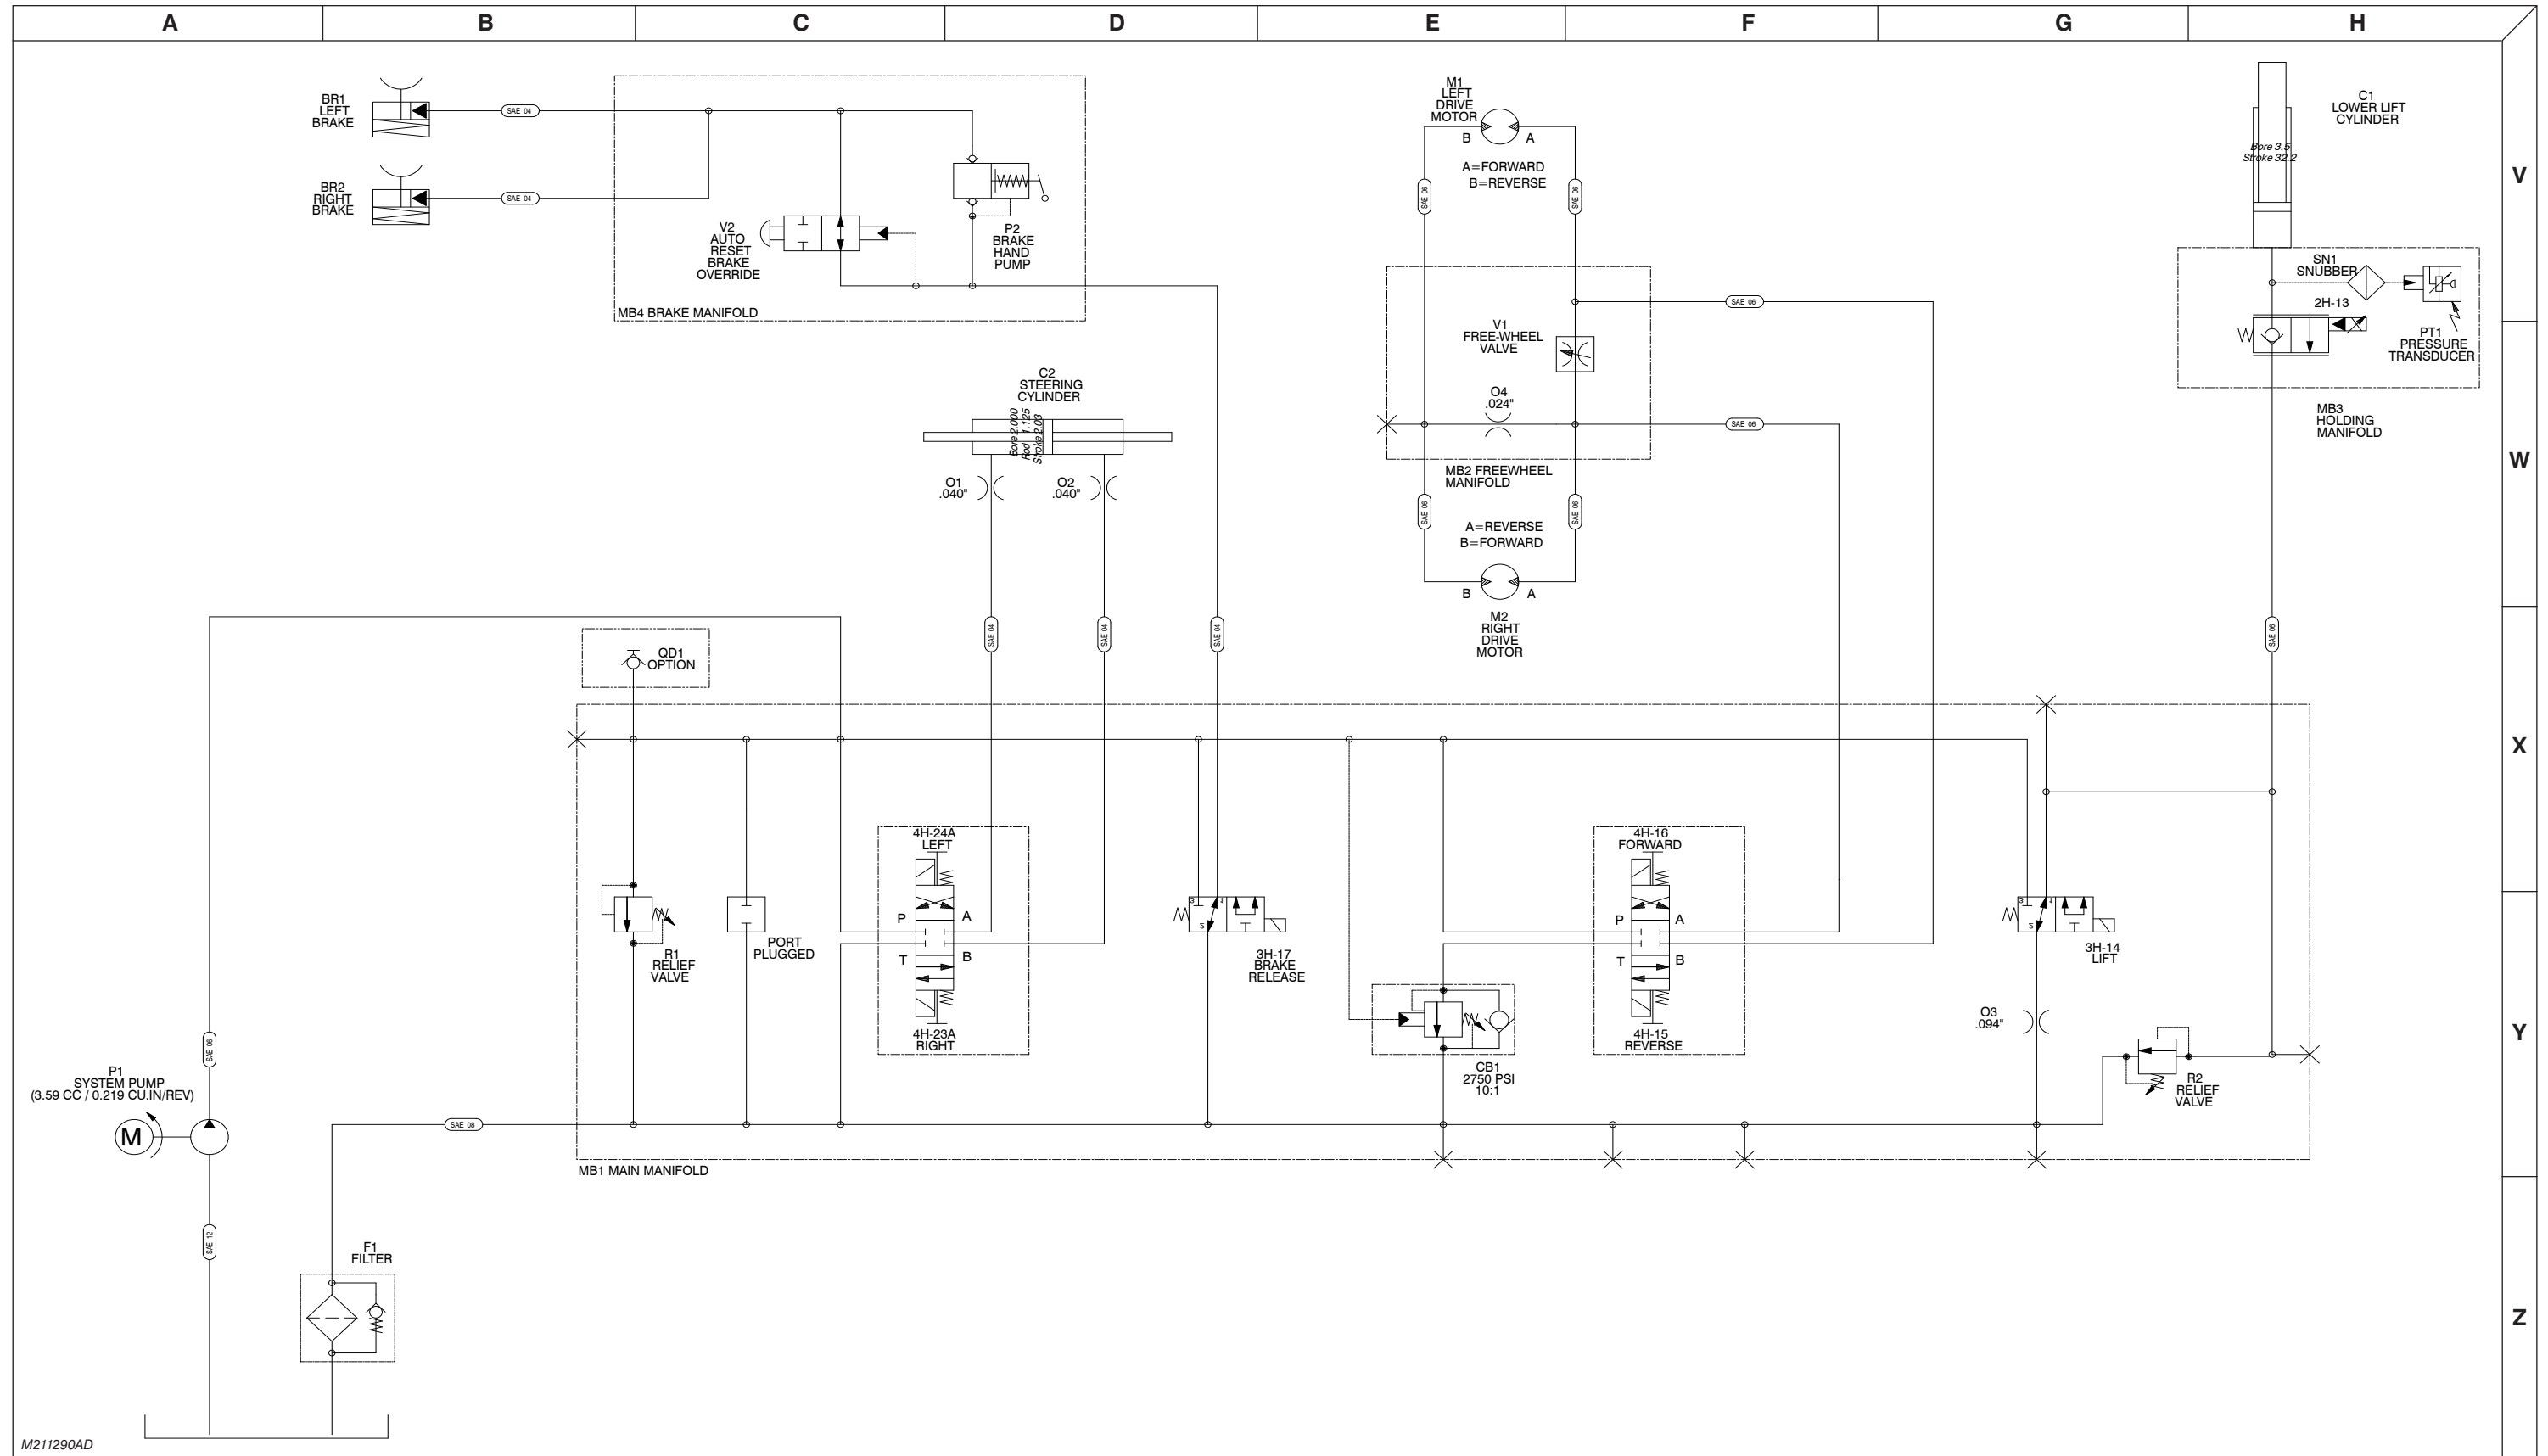 A
B
C
D
E
F
G
H
BR1
LEFT
BRAKE
SAE 04
BR2
RIGHT
BRAKE
SAE 04
V2
AUTO
RESET
BRAKE
OVERRIDE
P2
BRAKE
HAND
PUMP
MB4 BRAKE MANIFOLD
M1
LEFT
DRIVE
MOTOR
B
A
A=FORWARD
B=REVERSE
SAE 06
SAE 06
C1
LOWER LIFT
CYLINDER
Bore 3.5
Stroke 32.2
V
SN1
SNUBBER
2H-13
PT1
PRESSURE
TRANSDUCER
SAE 06
V1
FREE-WHEEL
VALVE
O4
.024"
SAE 06
MB2 FREEWHEEL
MANIFOLD
MB3
HOLDING
MANIFOLD
W
C2
STEERING
CYLINDER
Bore 2.000
Rod 1.125
Stroke 2.03
O1
.040"
O2
.040"
SAE 06
SAE 06
A=REVERSE
B=FORWARD
B
A
M2
RIGHT
DRIVE
MOTOR
QD1
OPTION
SAE 04
SAE 04
SAE 04
SAE 06
X
4H-24A
LEFT
P
A
T
B
4H-23A
RIGHT
R1
RELIEF
VALVE
PORT
PLUGGED
3
1
2
3H-17
BRAKE
RELEASE
4H-16
FORWARD
P
A
T
B
4H-15
REVERSE
CB1
2750 PSI
10:1
3
1
2
3H-14
LIFT
O3
.094"
R2
RELIEF
VALVE
Y
SAE 06
P1
SYSTEM PUMP
(3.59 CC / 0.219 CU.IN/REV)
M
SAE 08
MB1 MAIN MANIFOLD
SAE 12
F1
FILTER
Z
M211290AD